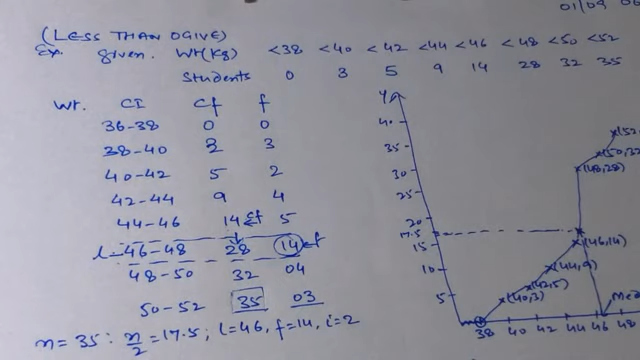 01/09
(LESS THAN OGIVE)
Ex. given. Wt(Kg) <38 <40 <42 <44 <46 <48 <50 <52
Students 0 3 5 9 14 28 32 35
Wt. CI Cf f
36-38 0 0
38-40 3 3
40-42 5 2
42-44 9 4
44-46 14 cf 5
l 46-48 28 14 f
48-50 32 04
50-52 35 03
n = 35 : n/2 = 17.5; l=46, f=14, i=2
Y
40
35
30
25
20
17.5
15
10
5
(52,
(50,32
(48,28)
(46,14)
(44,9)
(42,5)
(40,3)
Med
38 40 42 44 46 48